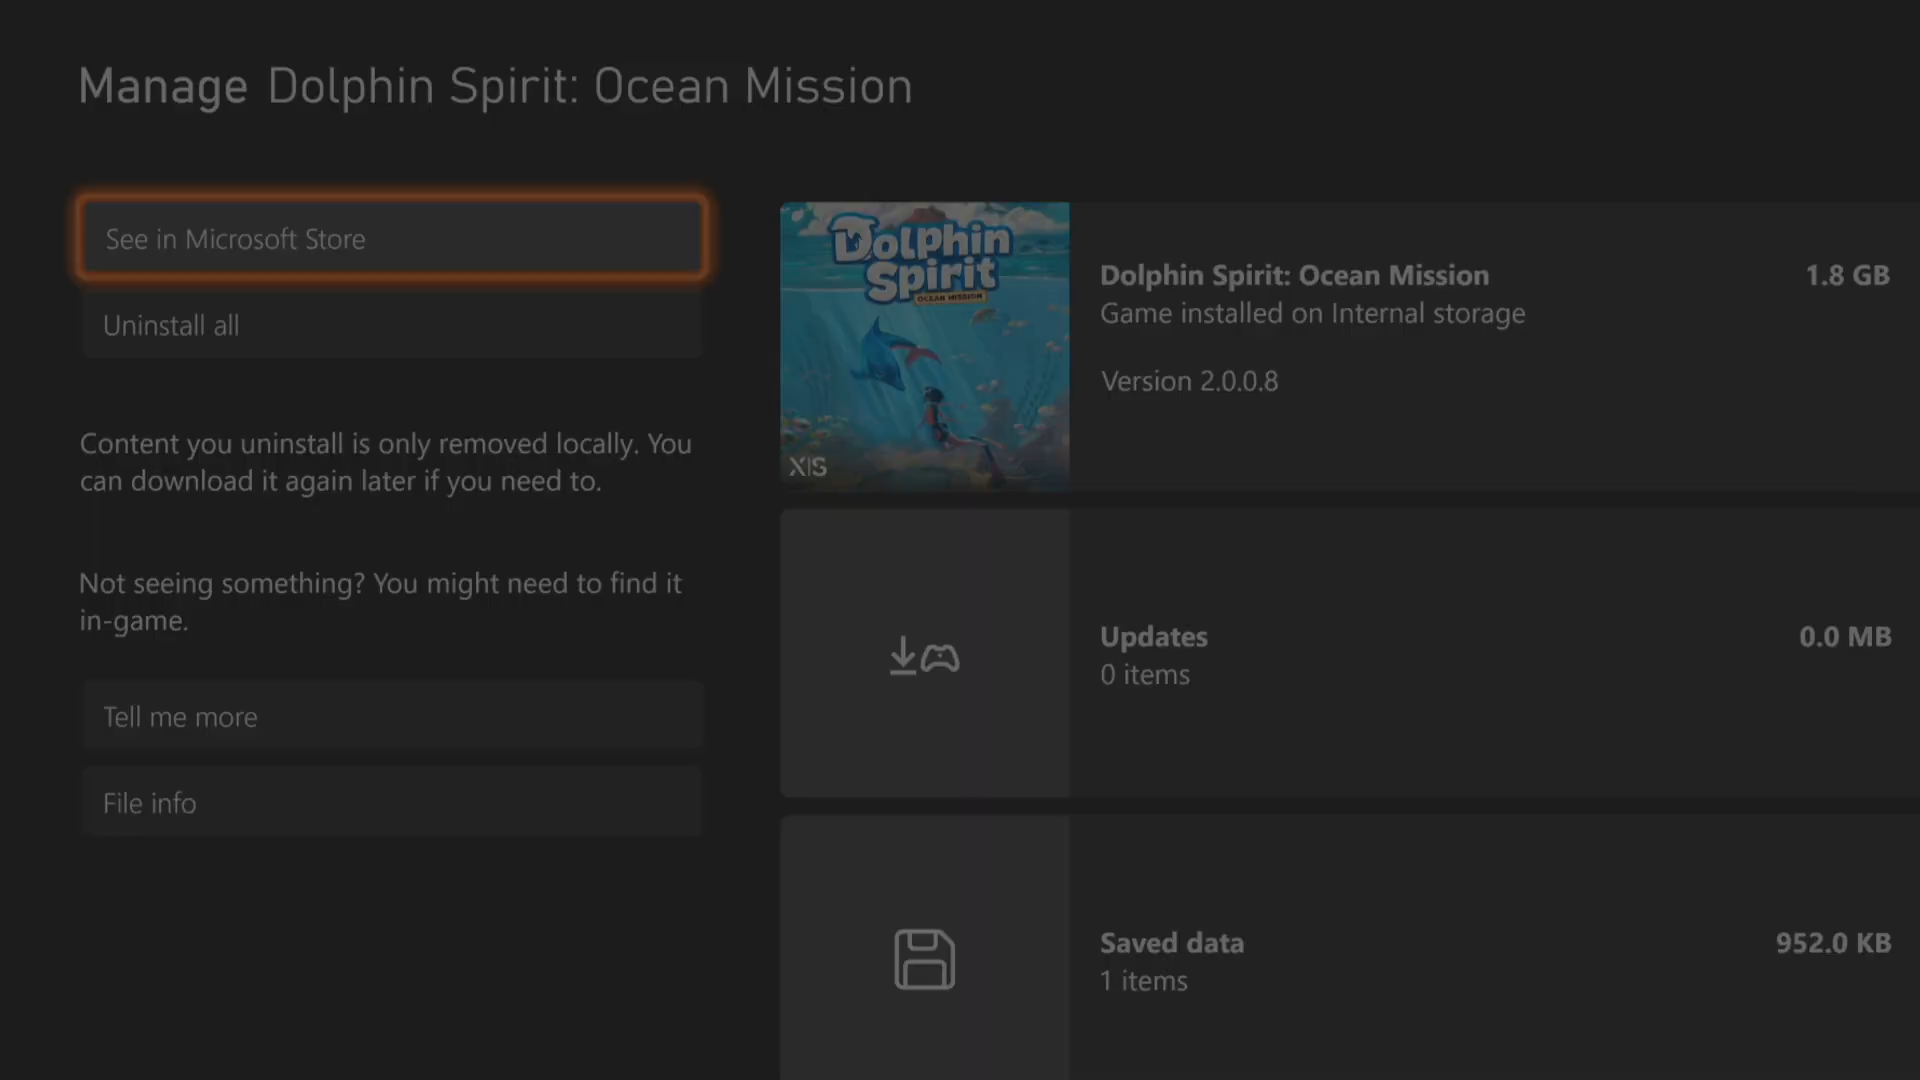 Manage Dolphin Spirit: Ocean Mission
See in Microsoft Store
Uninstall all
Content you uninstall is only removed locally. You
can download it again later if you need to.
Not seeing something? You might need to find it
in-game.
Tell me more
File info
Dolphin
Spirit
OCEAN MISSION
X|S
Dolphin Spirit: Ocean Mission 1.8 GB
Game installed on Internal storage
Version 2.0.0.8
Updates 0.0 MB
0 items
Saved data 952.0 KB
1 items